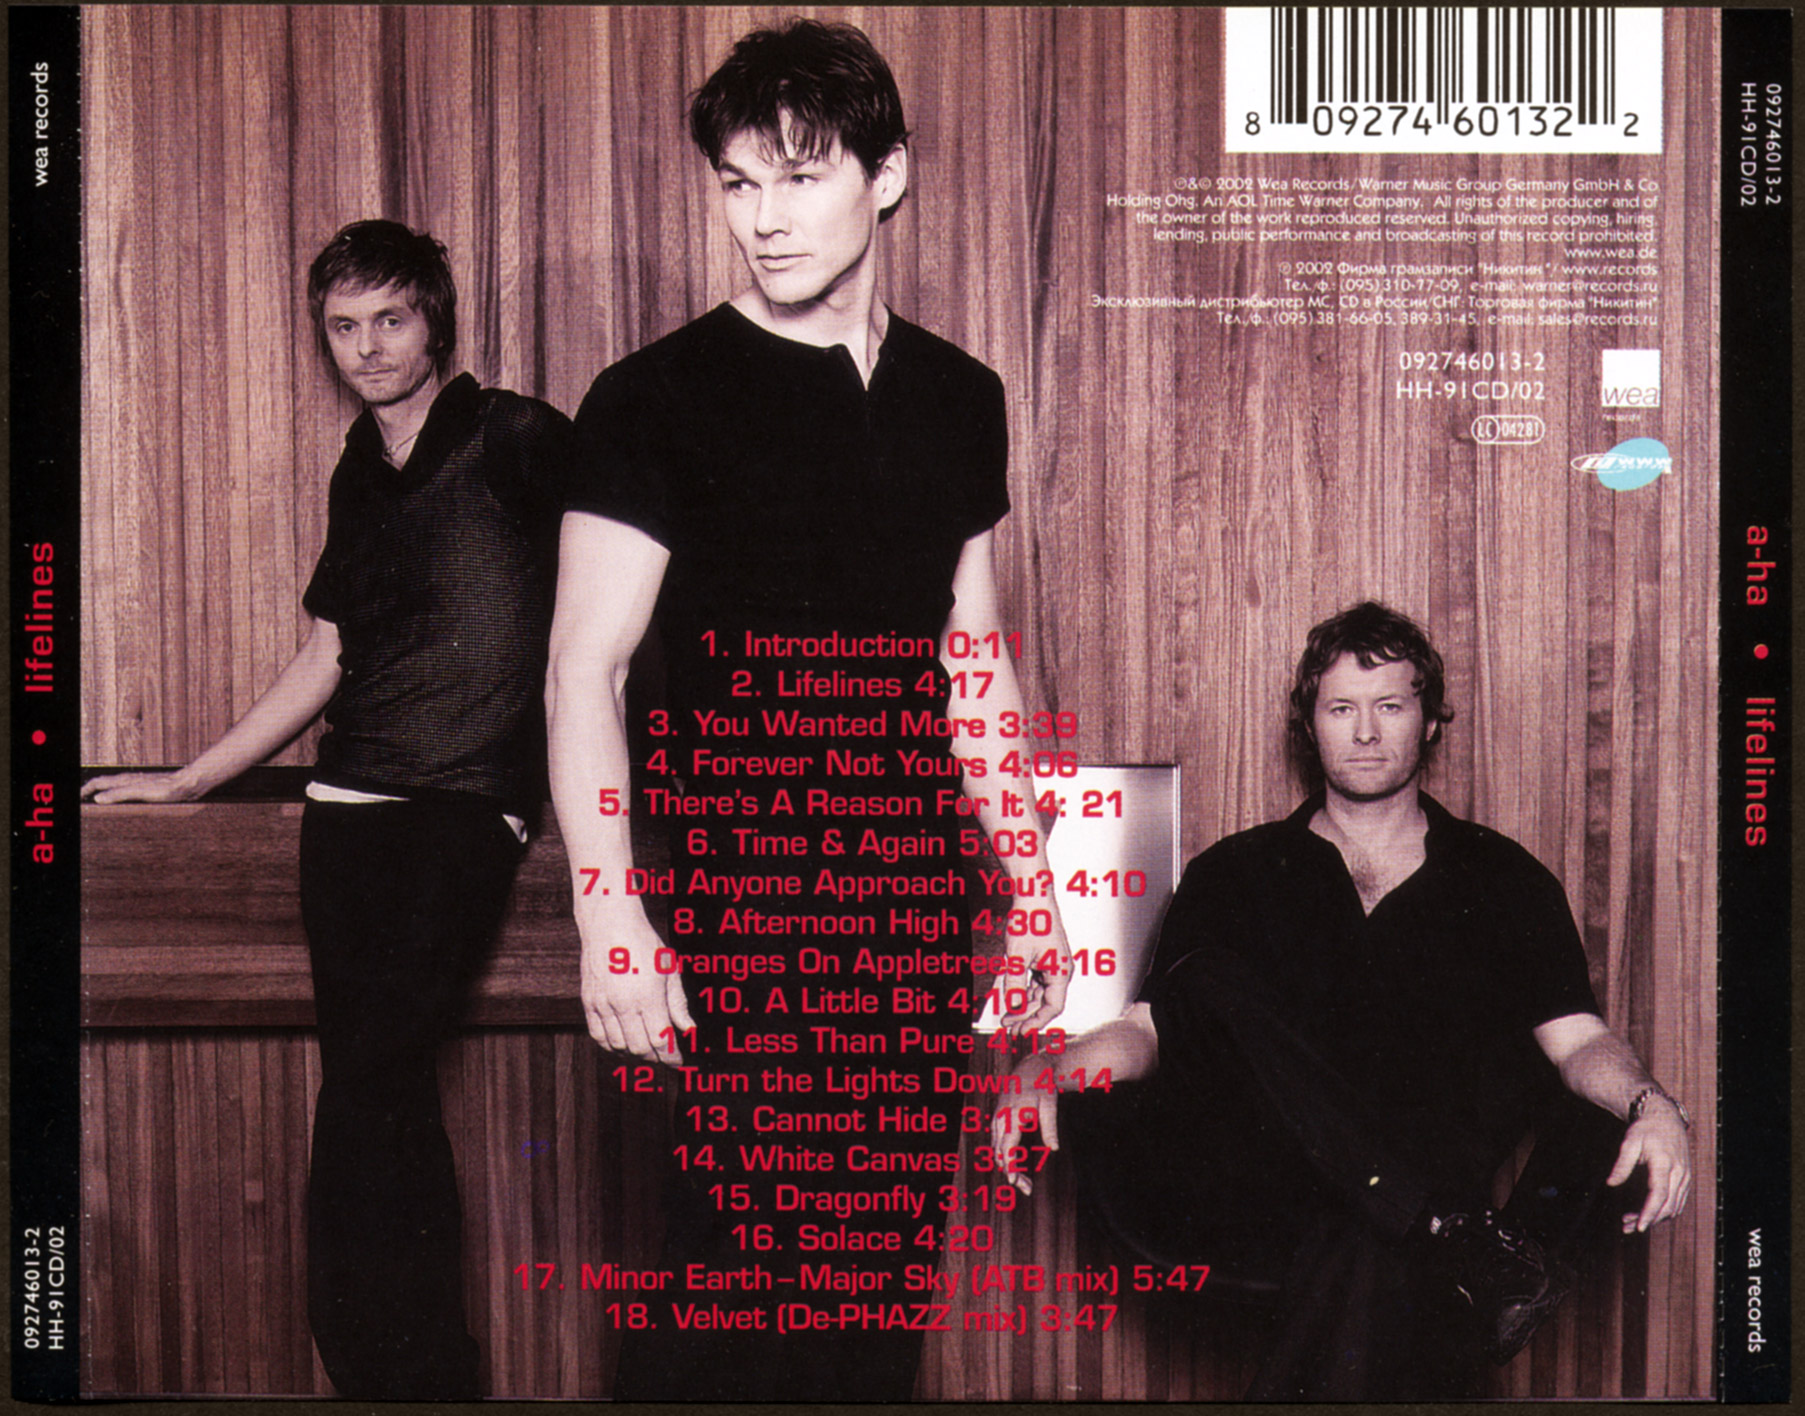 wea records
a-ha • lifelines
092746013-2
HH-91CD/02
8 09274 60132 2
℗&© 2002 Wea Records/Warner Music Group Germany GmbH & Co
Holding Ohg. An AOL Time Warner Company. All rights of the producer and of
the owner of the work reproduced reserved. Unauthorized copying, hiring,
lending, public performance and broadcasting of this record prohibited.
www.wea.de
℗ 2002 Фирма грамзаписи "Никитин"/ www.records
Тел./ф.: (095) 310-77-09, e-mail: warner@records.ru
Эксклюзивный дистрибьютер МС, CD в России/СНГ: Торговая фирма "Никитин"
Тел./ф.: (095) 381-66-05, 389-31-45, e-mail: sales@records.ru
092746013-2
HH-91CD/02
LC 04281
wea
records
www
1. Introduction 0:11
2. Lifelines 4:17
3. You Wanted More 3:39
4. Forever Not Yours 4:06
5. There's A Reason For It 4: 21
6. Time & Again 5:03
7. Did Anyone Approach You? 4:10
8. Afternoon High 4:30
9. Oranges On Appletrees 4:16
10. A Little Bit 4:10
11. Less Than Pure 4:13
12. Turn the Lights Down 4:14
13. Cannot Hide 3:19
14. White Canvas 3:27
15. Dragonfly 3:19
16. Solace 4:20
17. Minor Earth–Major Sky (ATB mix) 5:47
18. Velvet (De-PHAZZ mix) 3:47
092746013-2
HH-91CD/02
a-ha • lifelines
wea records